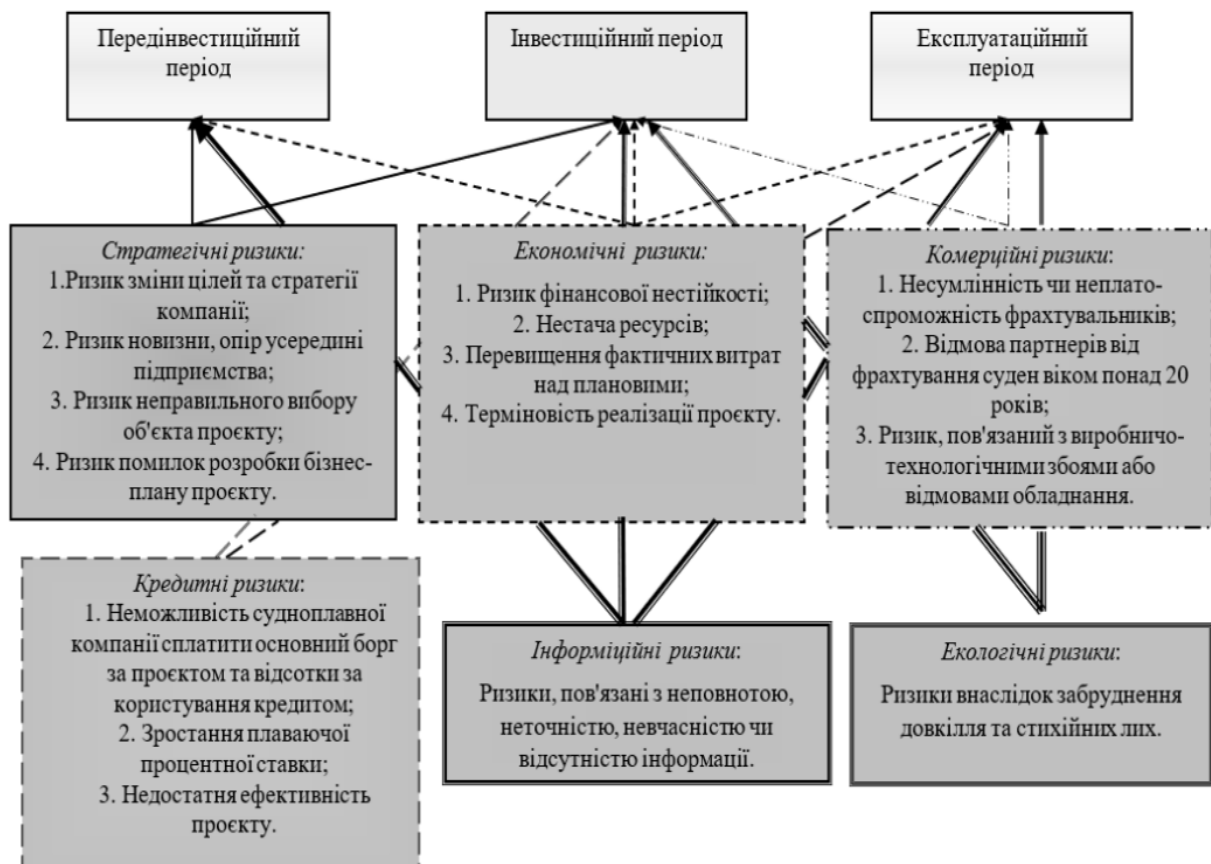 Передінвестиційний
період
Інвестиційний період
Експлуатаційний
період
Стратегічні ризики:
1.Ризик зміни цілей та стратегії
компанії;
2. Ризик новизни, опір усередині
підприємства;
3. Ризик неправильного вибору
об'єкта проєкту;
4. Ризик помилок розробки бізнес-
плану проєкту.
Економічні ризики:
1. Ризик фінансової нестійкості;
2. Нестача ресурсів;
3. Перевищення фактичних витрат
над плановими;
4. Терміновість реалізації проєкту.
Комерційні ризики:
1. Несумлінність чи неплато-
спроможність фрахтувальників;
2. Відмова партнерів від
фрахтування суден віком понад 20
років;
3. Ризик, пов'язаний з виробничо-
технологічними збоями або
відмовами обладнання.
Кредитні ризики:
1. Неможливість судноплавної
компанії сплатити основний борг
за проєктом та відсотки за
користування кредитом;
2. Зростання плаваючої
процентної ставки;
3. Недостатня ефективність
проєкту.
Інформіційні ризики:
Ризики, пов'язані з неповнотою,
неточністю, невчасністю чи
відсутністю інформації.
Екологічні ризики:
Ризики внаслідок забруднення
довкілля та стихійних лих.